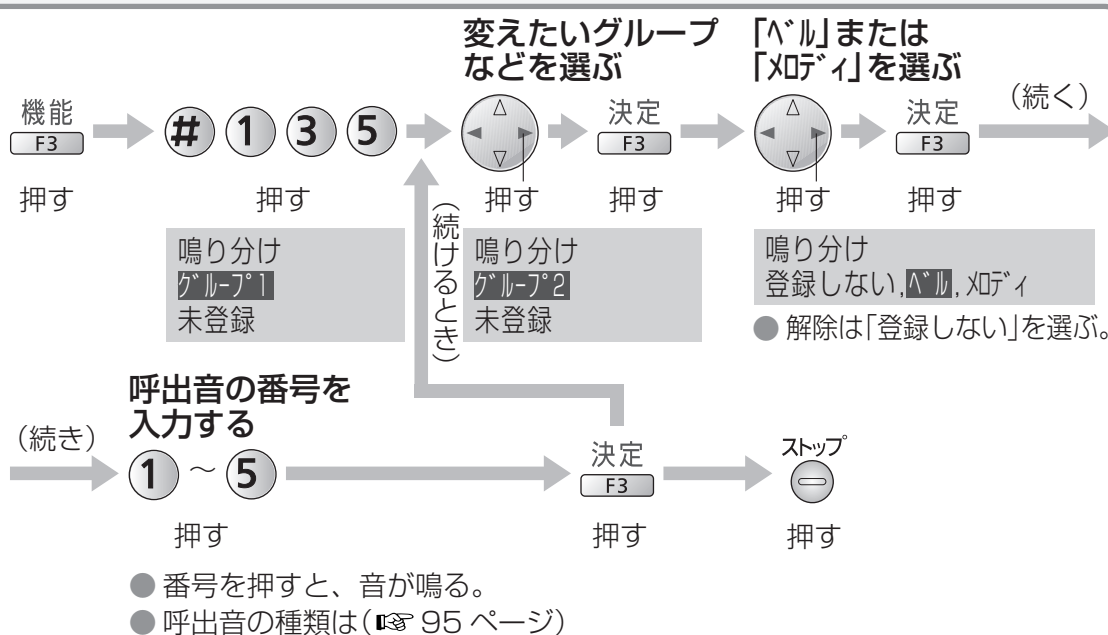 変えたいグループ
などを選ぶ
「ﾍﾞﾙ」または
「ﾒﾛﾃﾞｨ」を選ぶ
機能
F3
押す
# 1 3 5
押す
押す
決定
F3
押す
押す
決定
F3
押す
(続く)
鳴り分け
ｸﾞﾙｰﾌﾟ1
未登録
(続けるとき)
鳴り分け
ｸﾞﾙｰﾌﾟ2
未登録
鳴り分け
登録しない,ﾍﾞﾙ,ﾒﾛﾃﾞｨ
● 解除は「登録しない」を選ぶ。
(続き)
呼出音の番号を
入力する
1 ~ 5
押す
決定
F3
押す
ストップ
押す
● 番号を押すと、音が鳴る。
● 呼出音の種類は(☞ 95 ページ)